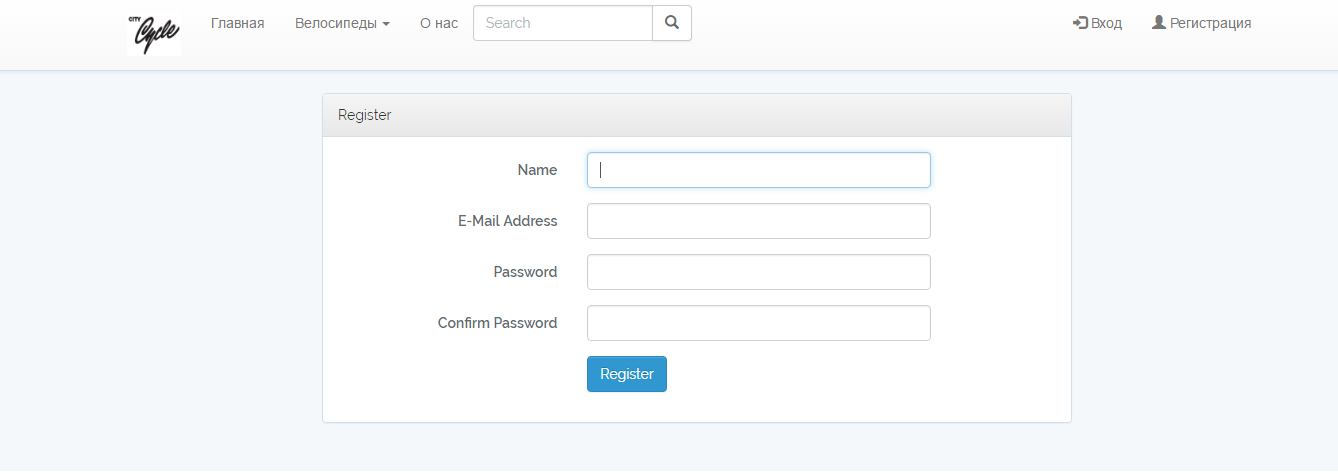 CITY
Cycle
Главная Велосипеды О нас Search Вход Регистрация
Register
Name
E-Mail Address
Password
Confirm Password
Register